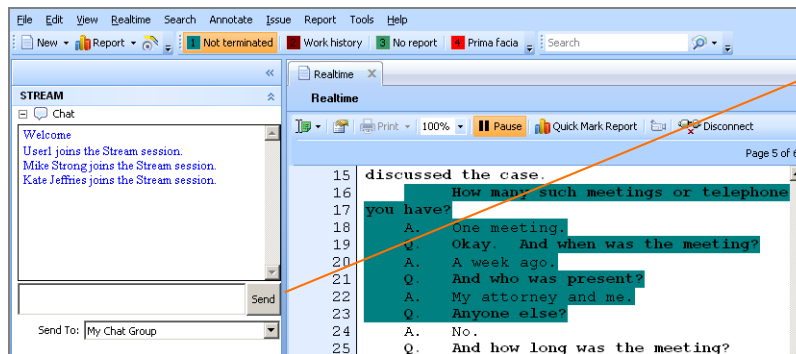 File Edit View Realtime Search Annotate Issue Report Tools Help
New Report 1 Not terminated 2 Work history 3 No report 4 Prima facia Search
Realtime X
STREAM
Realtime
Chat
Print 100% Pause Quick Mark Report Disconnect
Page 5 of 6
Welcome
User1 joins the Stream session.
Mike Strong joins the Stream session.
Kate Jeffries joins the Stream session.
15 discussed the case.
16 How many such meetings or telephone
17 you have?
18 A. One meeting.
19 Q. Okay. And when was the meeting?
20 A. A week ago.
21 Q. And who was present?
22 A. My attorney and me.
23 Q. Anyone else?
24 A. No.
25 Q. And how long was the meeting?
Send
Send To: My Chat Group